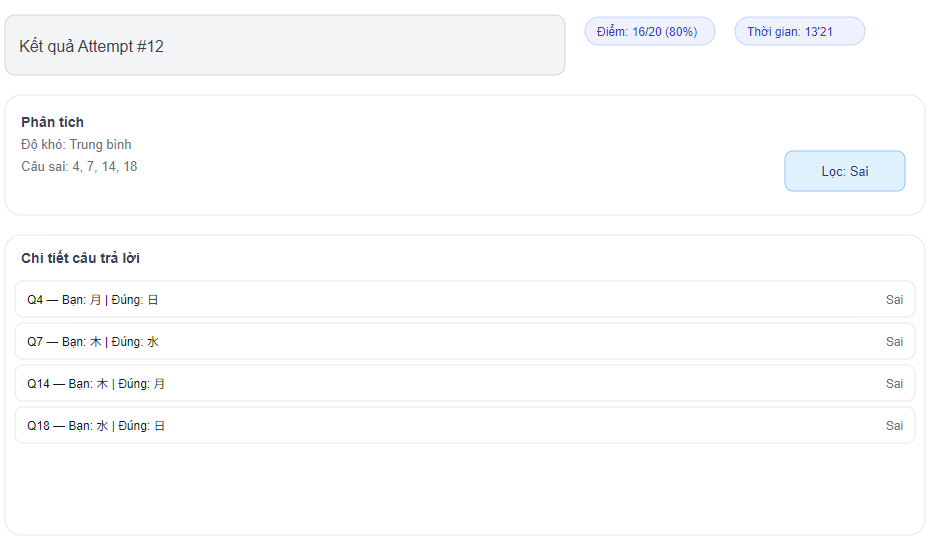 Kết quả Attempt #12
Điểm: 16/20 (80%)
Thời gian: 13'21
Phân tích
Độ khó: Trung bình
Câu sai: 4, 7, 14, 18
Lọc: Sai
Chi tiết câu trả lời
Q4 — Bạn: 月 | Đúng: 日 Sai
Q7 — Bạn: 木 | Đúng: 水 Sai
Q14 — Bạn: 木 | Đúng: 月 Sai
Q18 — Bạn: 水 | Đúng: 日 Sai